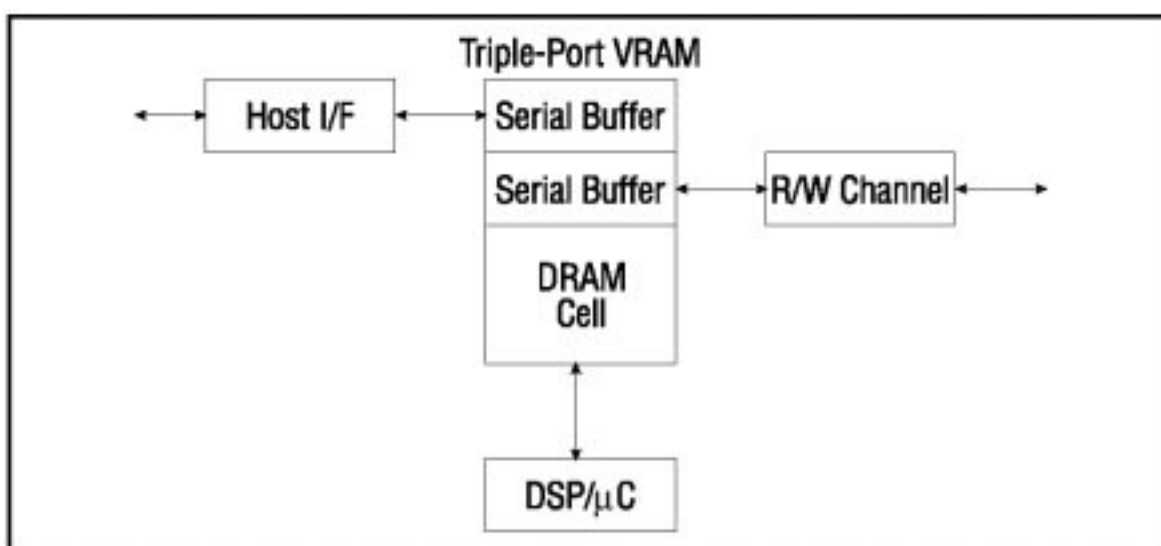 Triple-Port VRAM
Host I/F
Serial Buffer
Serial Buffer
R/W Channel
DRAM
Cell
DSP/μC